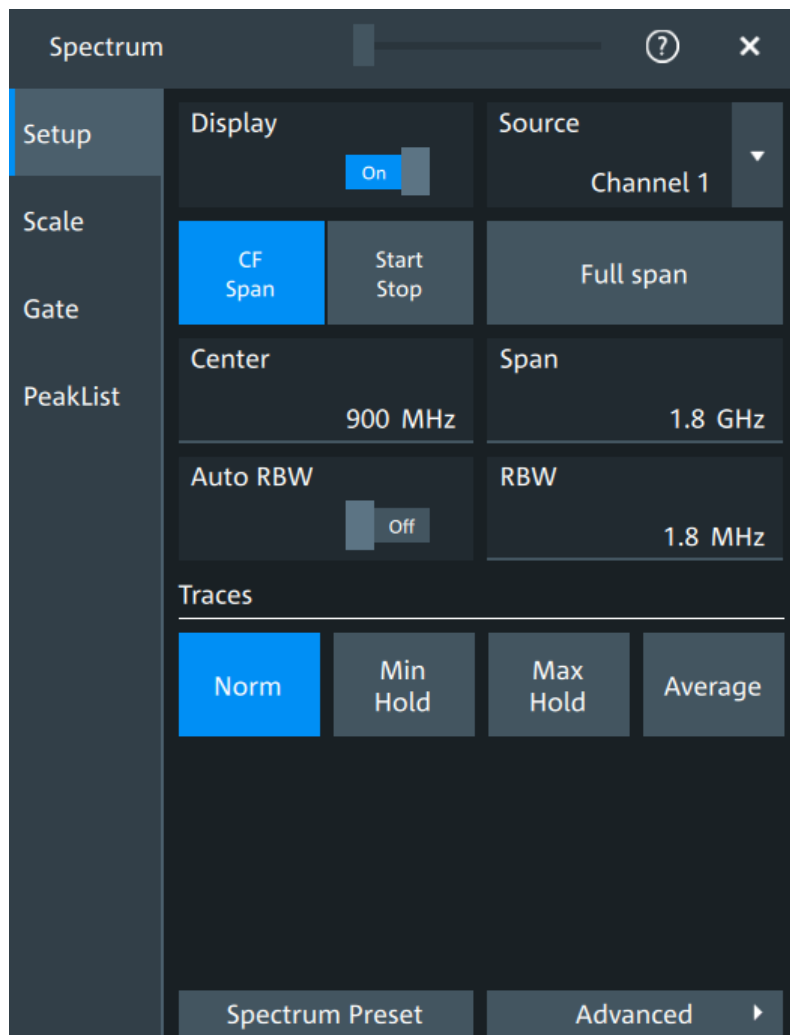 Spectrum
?
Setup
Scale
Gate
PeakList
Display
On
Source
Channel 1
CF
Span
Start
Stop
Full span
Center
900 MHz
Span
1.8 GHz
Auto RBW
Off
RBW
1.8 MHz
Traces
Norm
Min
Hold
Max
Hold
Average
Spectrum Preset
Advanced